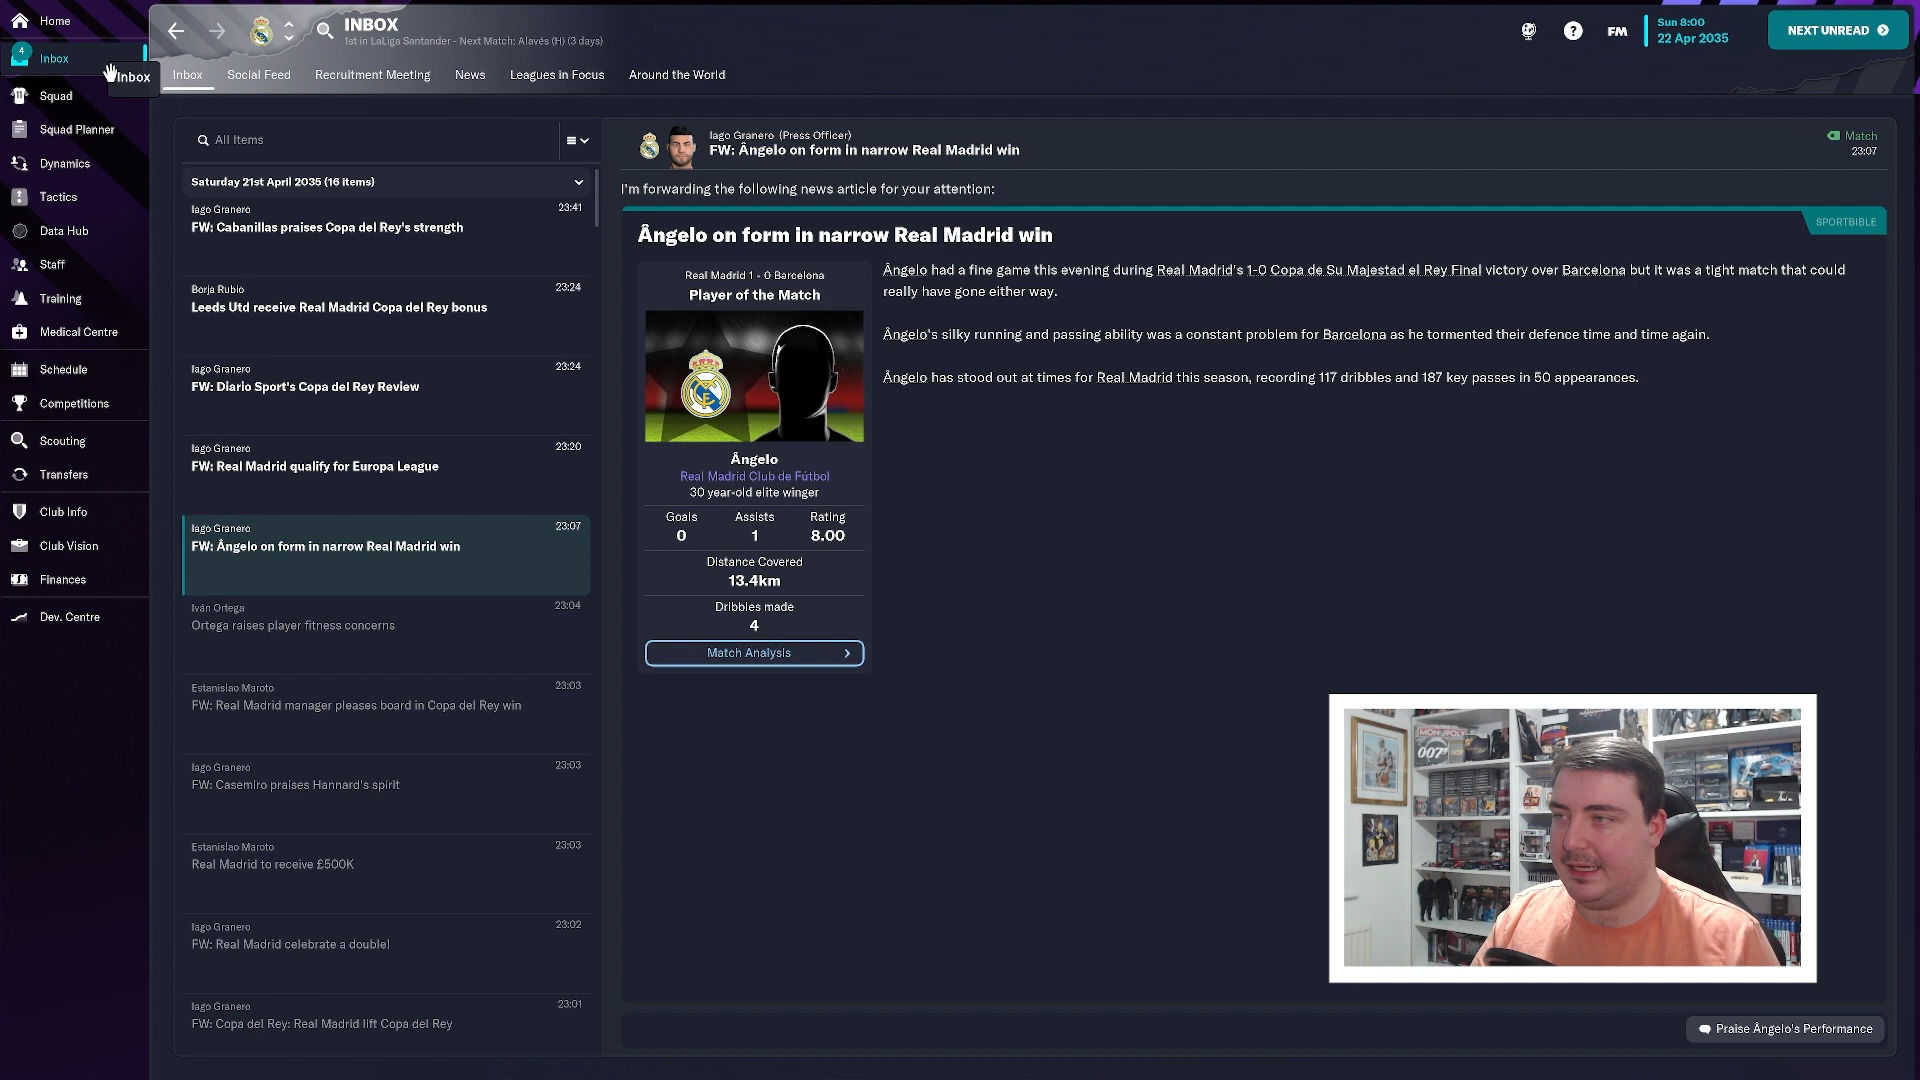 Home
4
Inbox
Inbox
Squad
Squad Planner
Dynamics
Tactics
Data Hub
Staff
Training
Medical Centre
Schedule
Competitions
Scouting
Transfers
Club Info
Club Vision
Finances
Dev. Centre
INBOX
1st in LaLiga Santander - Next Match: Alavés (H) (3 days)
?
FM
Sun 8:00
22 Apr 2035
NEXT UNREAD
Inbox
Social Feed
Recruitment Meeting
News
Leagues in Focus
Around the World
All Items
Saturday 21st April 2035 (16 items)
Iago Granero 23:41
FW: Cabanillas praises Copa del Rey's strength
Borja Rubio 23:24
Leeds Utd receive Real Madrid Copa del Rey bonus
Iago Granero 23:24
FW: Diario Sport's Copa del Rey Review
Iago Granero 23:20
FW: Real Madrid qualify for Europa League
Iago Granero 23:07
FW: Ângelo on form in narrow Real Madrid win
Iván Ortega 23:04
Ortega raises player fitness concerns
Estanislao Maroto 23:03
FW: Real Madrid manager pleases board in Copa del Rey win
Iago Granero 23:03
FW: Casemiro praises Hannard's spirit
Estanislao Maroto 23:03
Real Madrid to receive £500K
Iago Granero 23:02
FW: Real Madrid celebrate a double!
Iago Granero 23:01
FW: Copa del Rey: Real Madrid lift Copa del Rey
Iago Granero (Press Officer)
FW: Ângelo on form in narrow Real Madrid win
Match
23:07
I'm forwarding the following news article for your attention:
SPORTBIBLE
Ângelo on form in narrow Real Madrid win
Real Madrid 1 - 0 Barcelona
Player of the Match
Ângelo
Real Madrid Club de Fútbol
30 year-old elite winger
Goals Assists Rating
0 1 8.00
Distance Covered
13.4km
Dribbles made
4
Match Analysis
Ângelo had a fine game this evening during Real Madrid's 1-0 Copa de Su Majestad el Rey Final victory over Barcelona but it was a tight match that could
really have gone either way.
Ângelo's silky running and passing ability was a constant problem for Barcelona as he tormented their defence time and time again.
Ângelo has stood out at times for Real Madrid this season, recording 117 dribbles and 187 key passes in 50 appearances.
MONOPOLY
007
Praise Ângelo's Performance